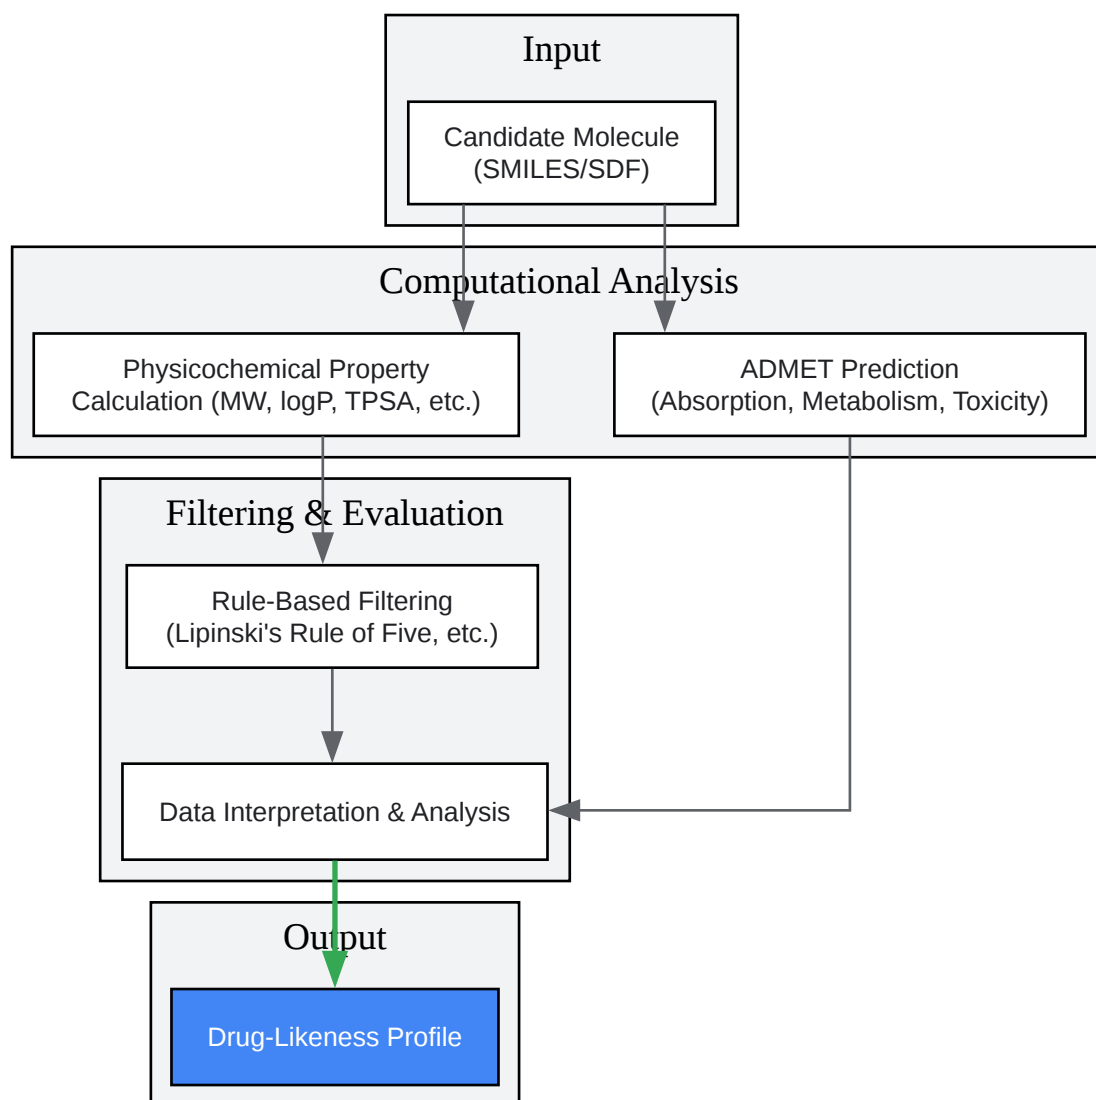 Input
Candidate Molecule
(SMILES/SDF)
Computational Analysis
Physicochemical Property
Calculation (MW, logP, TPSA, etc.)
ADMET Prediction
(Absorption, Metabolism, Toxicity)
Filtering & Evaluation
Rule-Based Filtering
(Lipinski's Rule of Five, etc.)
Data Interpretation & Analysis
Output
Drug-Likeness Profile